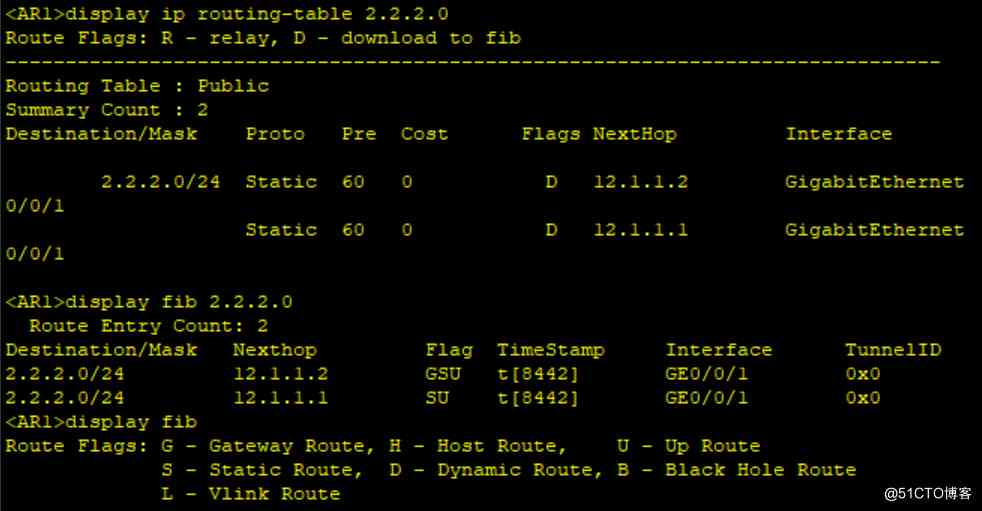 <AR1>display ip routing-table 2.2.2.0
Route Flags: R - relay, D - download to fib
------------------------------------------------------------------------------
Routing Table : Public
Summary Count : 2
Destination/Mask    Proto   Pre  Cost      Flags NextHop         Interface
2.2.2.0/24  Static  60   0           D   12.1.1.2        GigabitEthernet
0/0/1
Static  60   0           D   12.1.1.1        GigabitEthernet
0/0/1
<AR1>display fib 2.2.2.0
Route Entry Count: 2
Destination/Mask   Nexthop         Flag  TimeStamp     Interface      TunnelID
2.2.2.0/24         12.1.1.2        GSU   t[8442]       GE0/0/1        0x0
2.2.2.0/24         12.1.1.1        SU    t[8442]       GE0/0/1        0x0
<AR1>display fib
Route Flags: G - Gateway Route, H - Host Route,    U - Up Route
S - Static Route,  D - Dynamic Route, B - Black Hole Route
L - Vlink Route
@51CTO博客